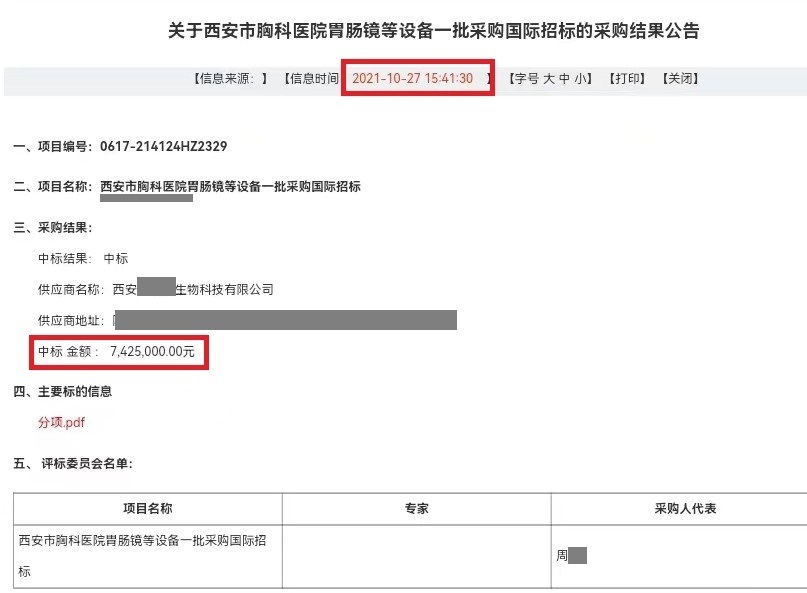 关于西安市胸科医院胃肠镜等设备一批采购国际招标的采购结果公告
【信息来源：】 【信息时间 2021-10-27 15:41:30 】 【字号 大 中 小】 【打印】 【关闭】
一、项目编号：0617-214124HZ2329
二、项目名称：西安市胸科医院胃肠镜等设备一批采购国际招标
三、采购结果：
中标结果： 中标
供应商名称：西安 生物科技有限公司
供应商地址：
中标 金额 ： 7,425,000.00元
四、主要标的信息
分项.pdf
五、 评标委员会名单：
项目名称 专家 采购人代表
西安市胸科医院胃肠镜等设备一批采购国际招
标
周